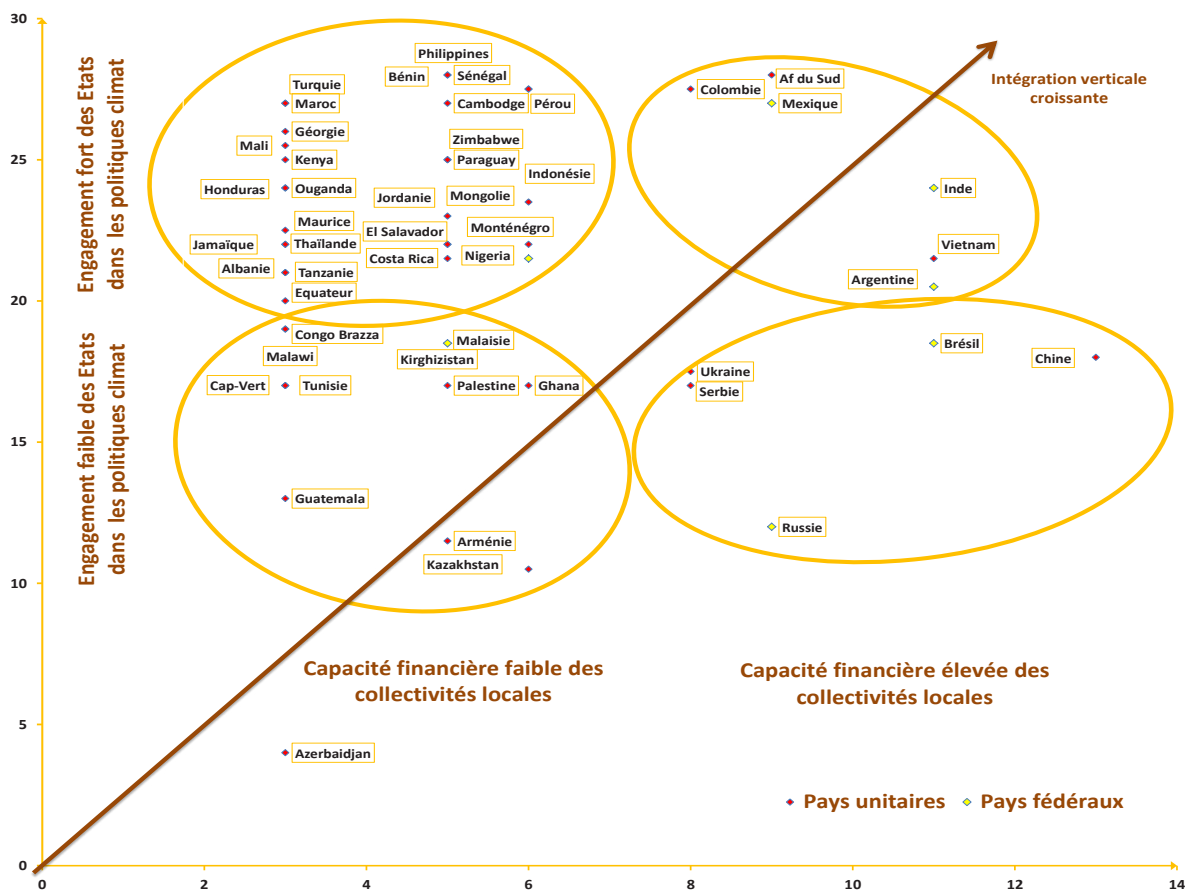 30
25
20
15
10
5
0
0
2
4
6
8
10
12
14
Engagement fort des Etats
dans les politiques climat
Engagement faible des Etats
dans les politiques climat
Philippines
Bénin
Sénégal
Turquie
Maroc
Cambodge
Pérou
Géorgie
Mali
Zimbabwe
Kenya
Paraguay
Indonésie
Honduras
Ouganda
Jordanie
Mongolie
Maurice
El Salavador
Monténégro
Jamaïque
Thaïlande
Costa Rica
Nigeria
Albanie
Tanzanie
Equateur
Congo Brazza
Malaisie
Malawi
Kirghizistan
Cap-Vert
Tunisie
Palestine
Ghana
Guatemala
Arménie
Kazakhstan
Azerbaidjan
Colombie
Af du Sud
Mexique
Intégration verticale
croissante
Inde
Vietnam
Argentine
Brésil
Chine
Ukraine
Serbie
Russie
Capacité financière faible des
collectivités locales
Capacité financière élevée des
collectivités locales
Pays unitaires
Pays fédéraux